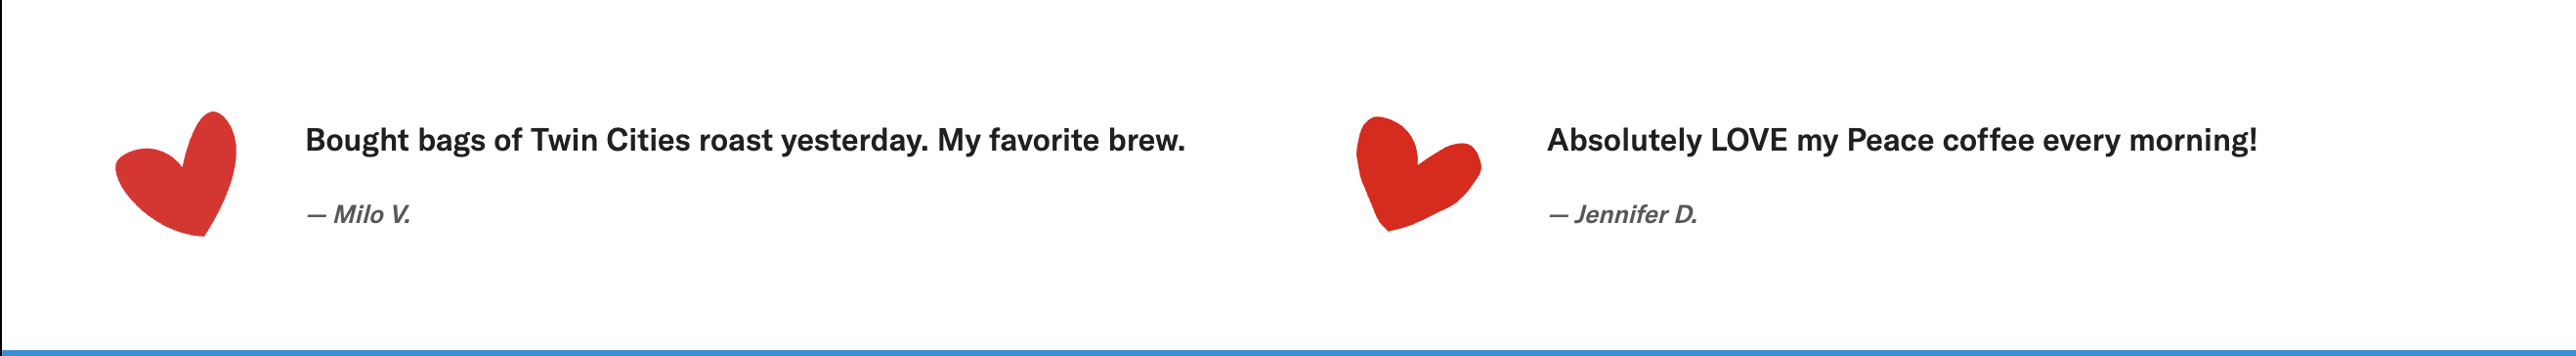 Bought bags of Twin Cities roast yesterday. My favorite brew.
— Milo V.
Absolutely LOVE my Peace coffee every morning!
— Jennifer D.